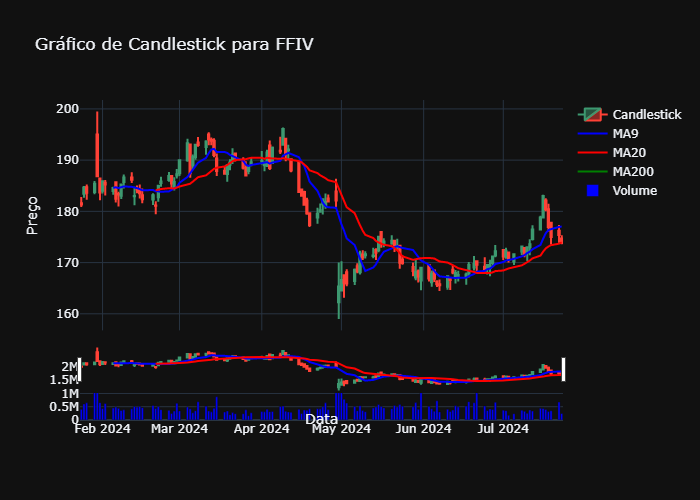 Gráfico de Candlestick para FFIV
Candlestick
MA9
MA20
MA200
Volume
Preço
200
190
180
170
160
2M
1.5M
1M
0.5M
0
Data
Feb 2024
Mar 2024
Apr 2024
May 2024
Jun 2024
Jul 2024